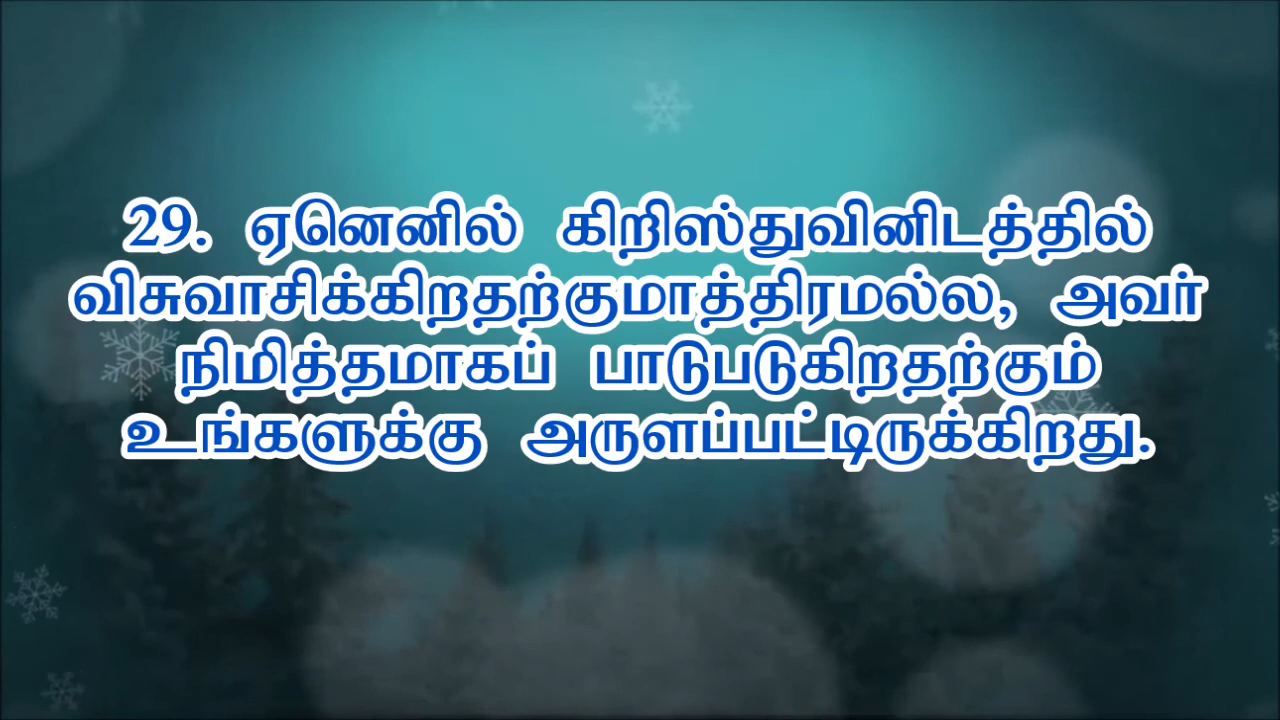 29. ஏனெனில் கிறிஸ்துவினிடத்தில்
விசுவாசிக்கிறதற்குமாத்திரமல்ல, அவர்
நிமித்தமாகப் பாடுபடுகிறதற்கும்
உங்களுக்கு அருளப்பட்டிருக்கிறது.